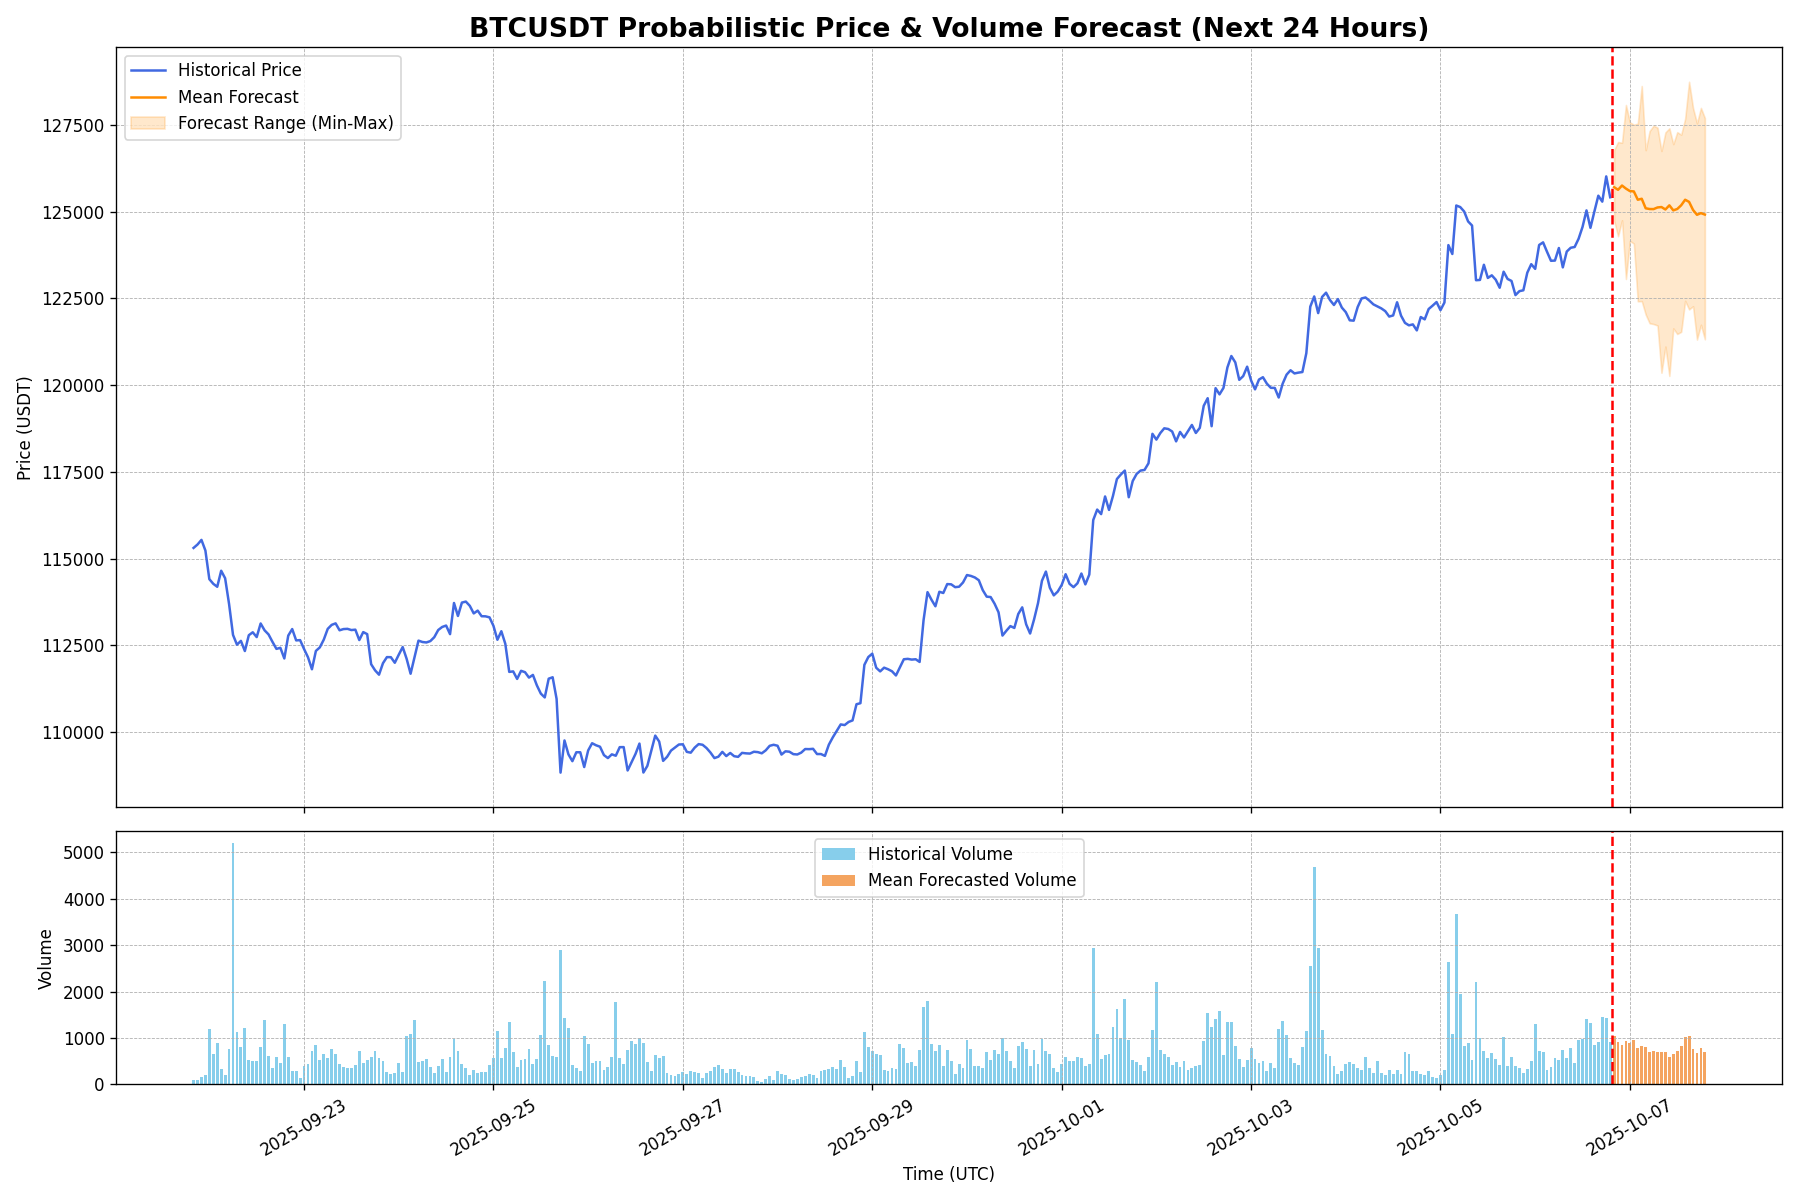 BTCUSDT Probabilistic Price & Volume Forecast (Next 24 Hours)
Historical Price
Mean Forecast
Forecast Range (Min-Max)
127500
125000
122500
120000
117500
115000
112500
110000
Price (USDT)
Historical Volume
Mean Forecasted Volume
5000
4000
3000
2000
1000
0
Volume
2025-09-23
2025-09-25
2025-09-27
2025-09-29
2025-10-01
2025-10-03
2025-10-05
2025-10-07
Time (UTC)